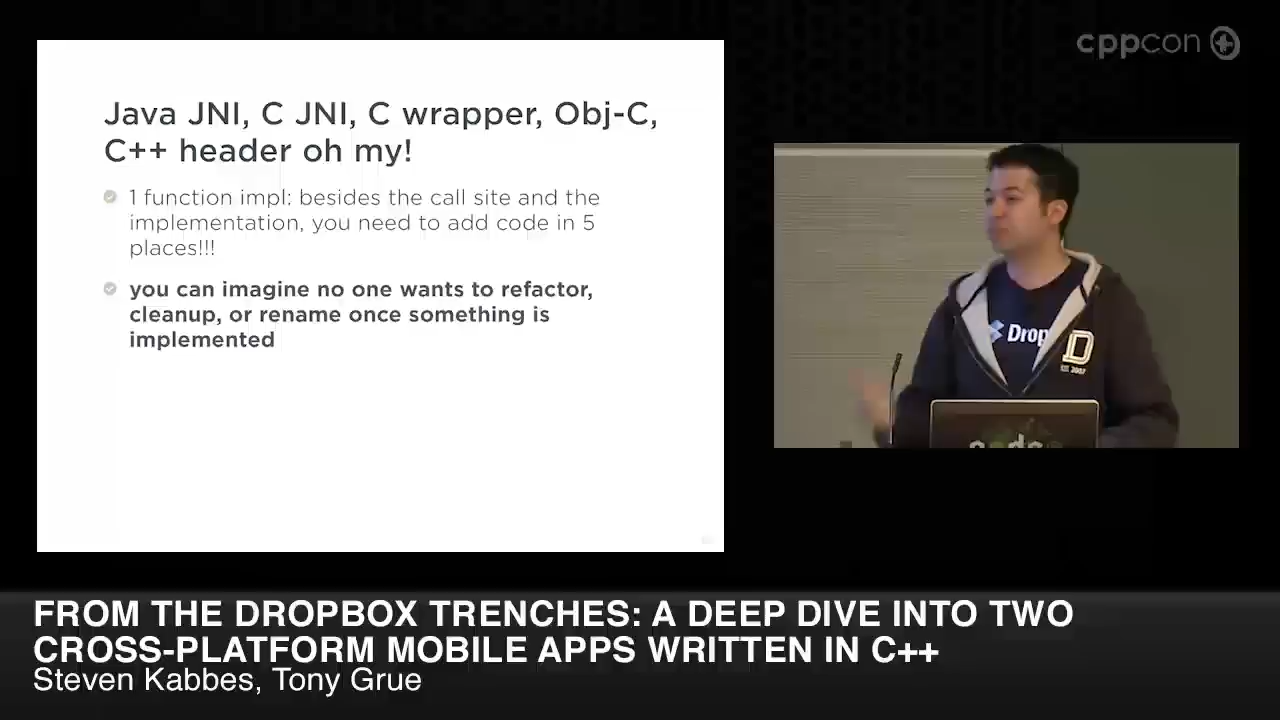 cppcon
Java JNI, C JNI, C wrapper, Obj-C,
C++ header oh my!
1 function impl: besides the call site and the
implementation, you need to add code in 5
places!!!
you can imagine no one wants to refactor,
cleanup, or rename once something is
implemented
Drop
D
EST. 2007
FROM THE DROPBOX TRENCHES: A DEEP DIVE INTO TWO
CROSS-PLATFORM MOBILE APPS WRITTEN IN C++
Steven Kabbes, Tony Grue